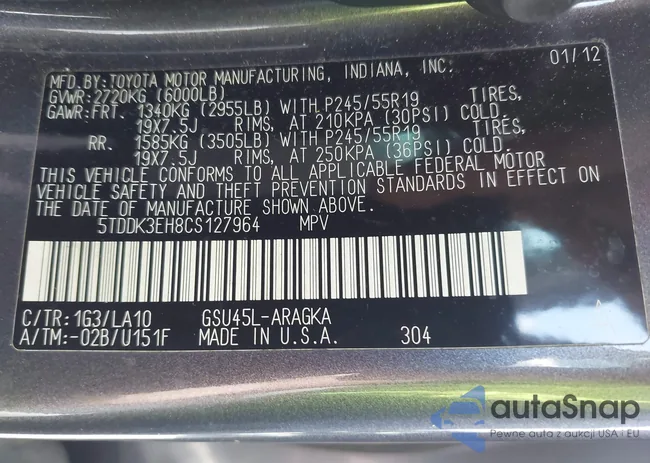 MFD. BY: TOYOTA MOTOR MANUFACTURING, INDIANA, INC. 01/12
GVWR: 2720KG (6000LB)
GAWR: FRT. 1340KG (2955LB) WITH P245/55R19 TIRES,
19X7.5J RIMS, AT 210KPA (30PSI) COLD.
RR. 1585KG (3505LB) WITH P245/55R19 TIRES,
19X7.5J RIMS, AT 250KPA (36PSI) COLD.
THIS VEHICLE CONFORMS TO ALL APPLICABLE FEDERAL MOTOR
VEHICLE SAFETY AND THEFT PREVENTION STANDARDS IN EFFECT ON
THE DATE OF MANUFACTURE SHOWN ABOVE.
5TDDK3EH8CS127964 MPV
C/TR: 1G3/LA10 GSU45L-ARAGKA
A/TM: -02B/U151F MADE IN U.S.A. 304
autaSnap
Pewne auta z aukcji USA i EU